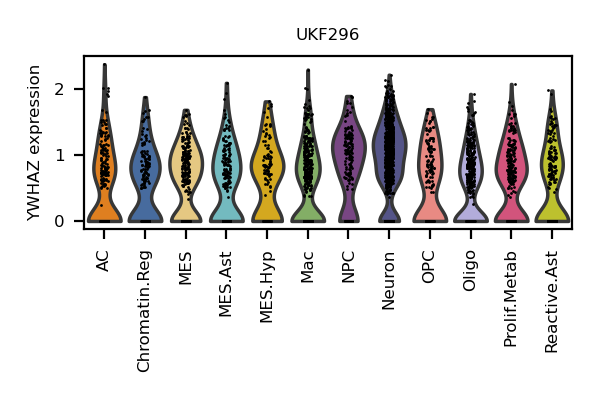 UKF296
YWHAZ expression
2
1
0
AC
Chromatin.Reg
MES
MES.Ast
MES.Hyp
Mac
NPC
Neuron
OPC
Oligo
Prolif.Metab
Reactive.Ast